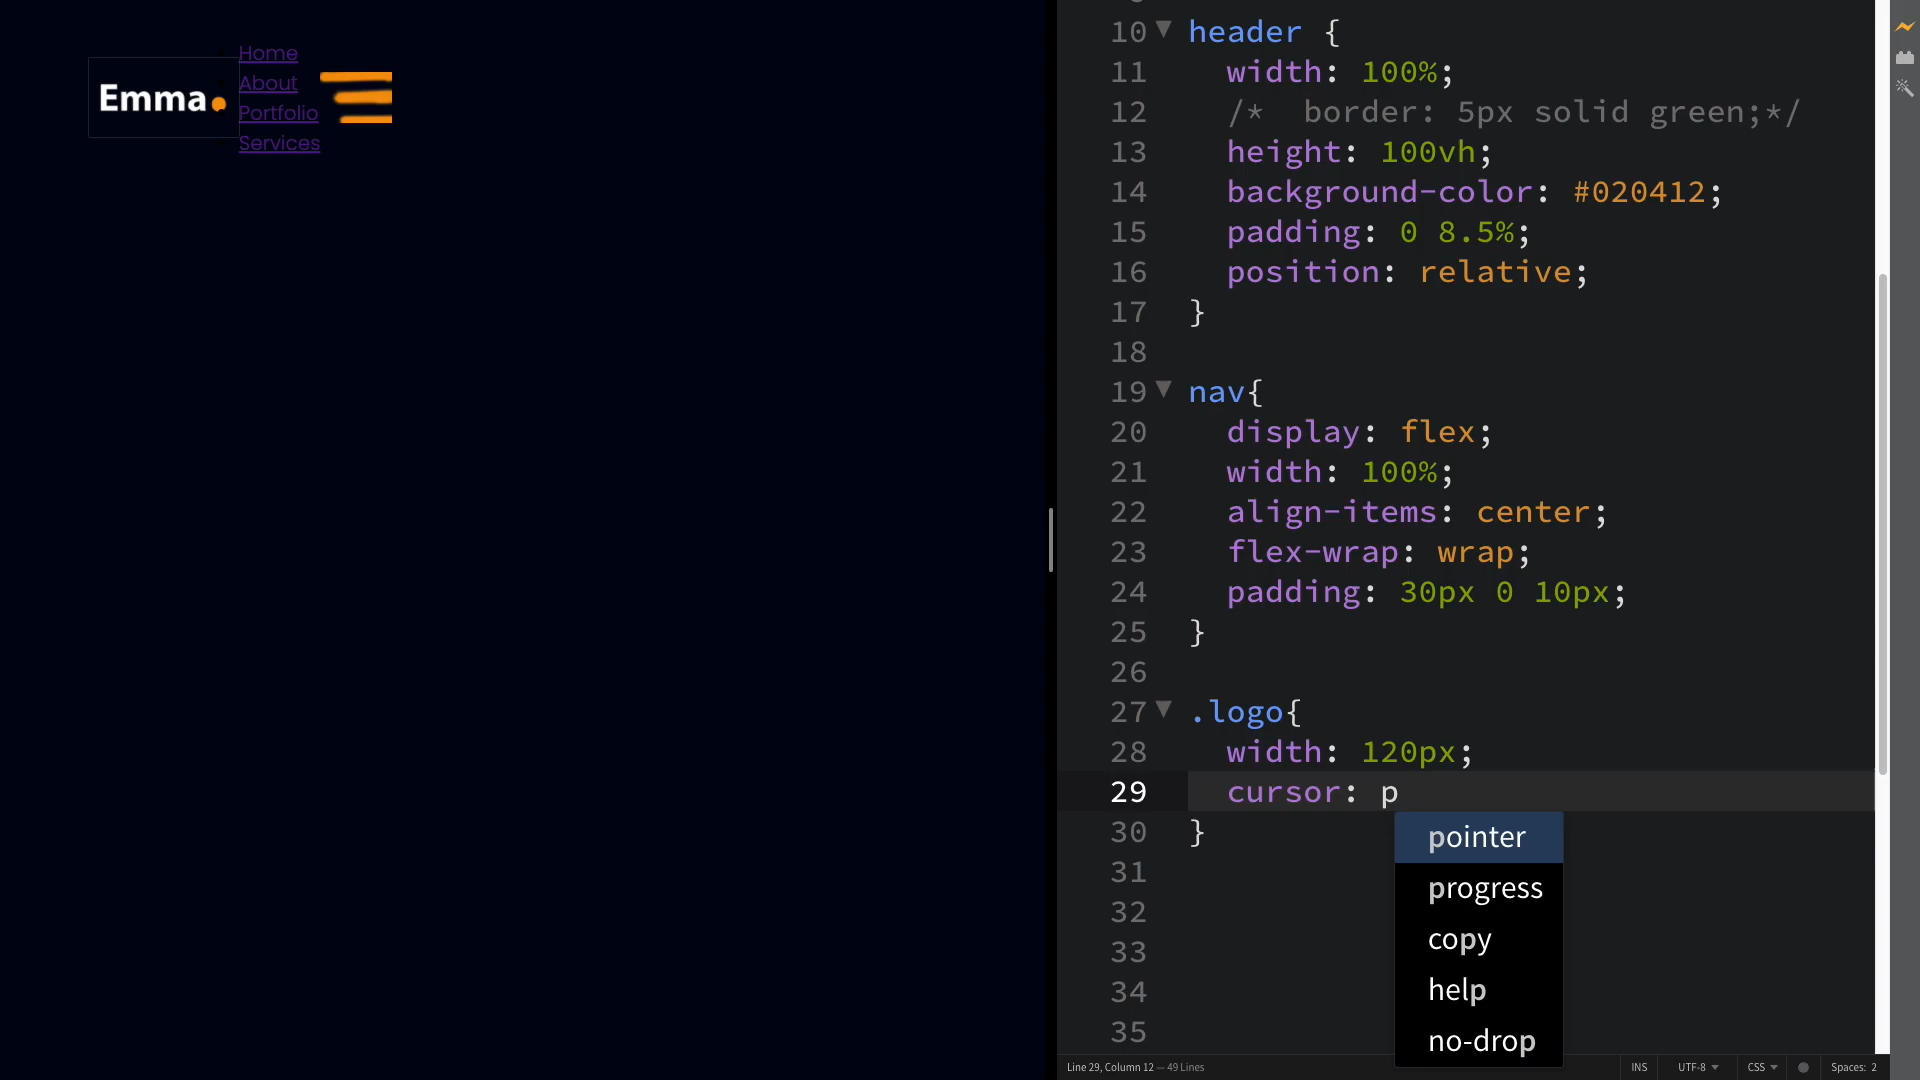 Emma.
Home
About
Portfolio
Services
10 header {
11 width: 100%;
12 /*  border: 5px solid green;*/
13 height: 100vh;
14 background-color: #020412;
15 padding: 0 8.5%;
16 position: relative;
17 }
18
19 nav{
20 display: flex;
21 width: 100%;
22 align-items: center;
23 flex-wrap: wrap;
24 padding: 30px 0 10px;
25 }
26
27 .logo{
28 width: 120px;
29 cursor: p
30 }
31
32
33
34
35
pointer
progress
copy
help
no-drop
Line 29, Column 12 — 49 Lines
INS UTF-8 CSS Spaces: 2